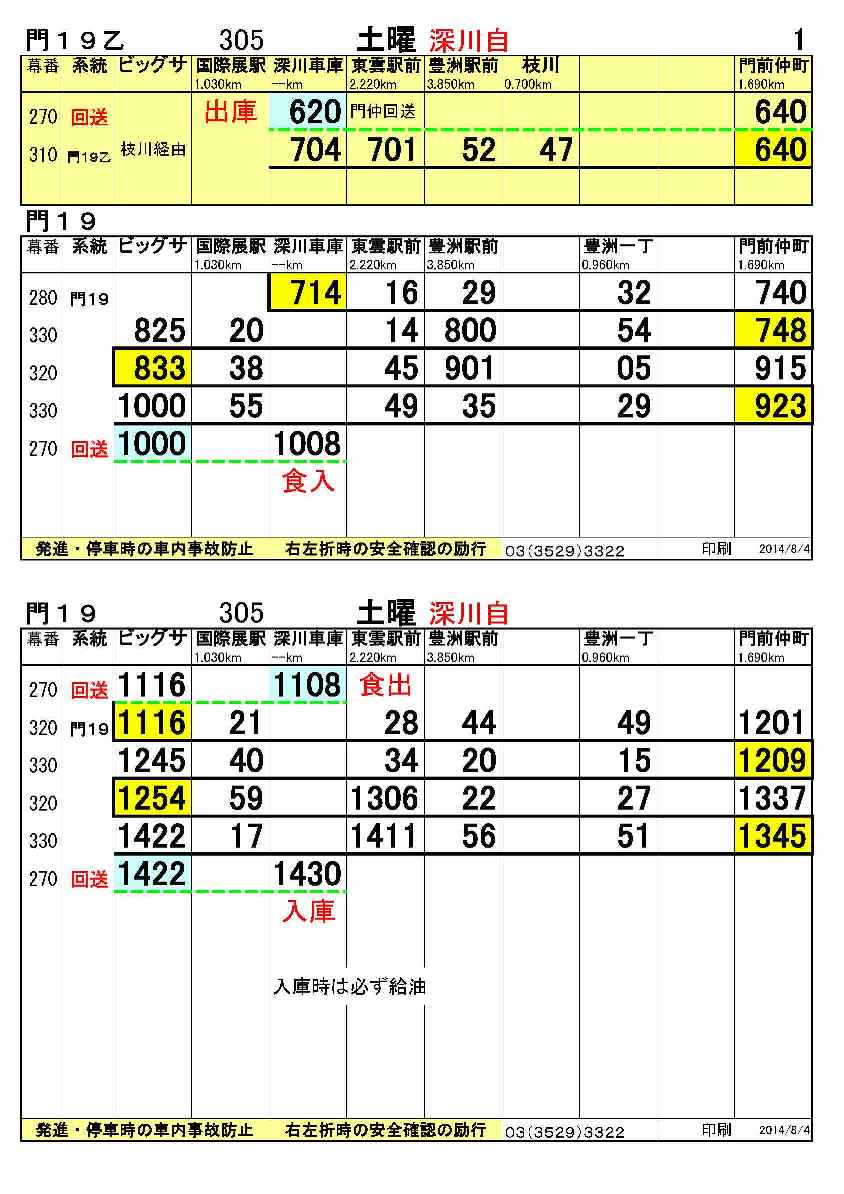 門１９乙 305 土曜 深川自 1
幕番 系統 ビッグサ 国際展駅 深川車庫 東雲駅前 豊洲駅前 枝川 門前仲町
1.030km --km 2.220km 3.850km 0.700km 1.690km
270 回送 出庫 620 門仲回送 640
310 門19乙 枝川経由 704 701 52 47 640
門１９
幕番 系統 ビッグサ 国際展駅 深川車庫 東雲駅前 豊洲駅前 豊洲一丁 門前仲町
1.030km --km 2.220km 3.850km 0.960km 1.690km
280 門19 714 16 29 32 740
330 825 20 14 800 54 748
320 833 38 45 901 05 915
330 1000 55 49 35 29 923
270 回送 1000 1008
食入
発進・停車時の車内事故防止 右左折時の安全確認の励行 03(3529)3322 印刷 2014/8/4
門１９ 305 土曜 深川自
幕番 系統 ビッグサ 国際展駅 深川車庫 東雲駅前 豊洲駅前 豊洲一丁 門前仲町
1.030km --km 2.220km 3.850km 0.960km 1.690km
270 回送 1116 1108 食出
320 門19 1116 21 28 44 49 1201
330 1245 40 34 20 15 1209
320 1254 59 1306 22 27 1337
330 1422 17 1411 56 51 1345
270 回送 1422 1430
入庫
入庫時は必ず給油
発進・停車時の車内事故防止 右左折時の安全確認の励行 03(3529)3322 印刷 2014/8/4